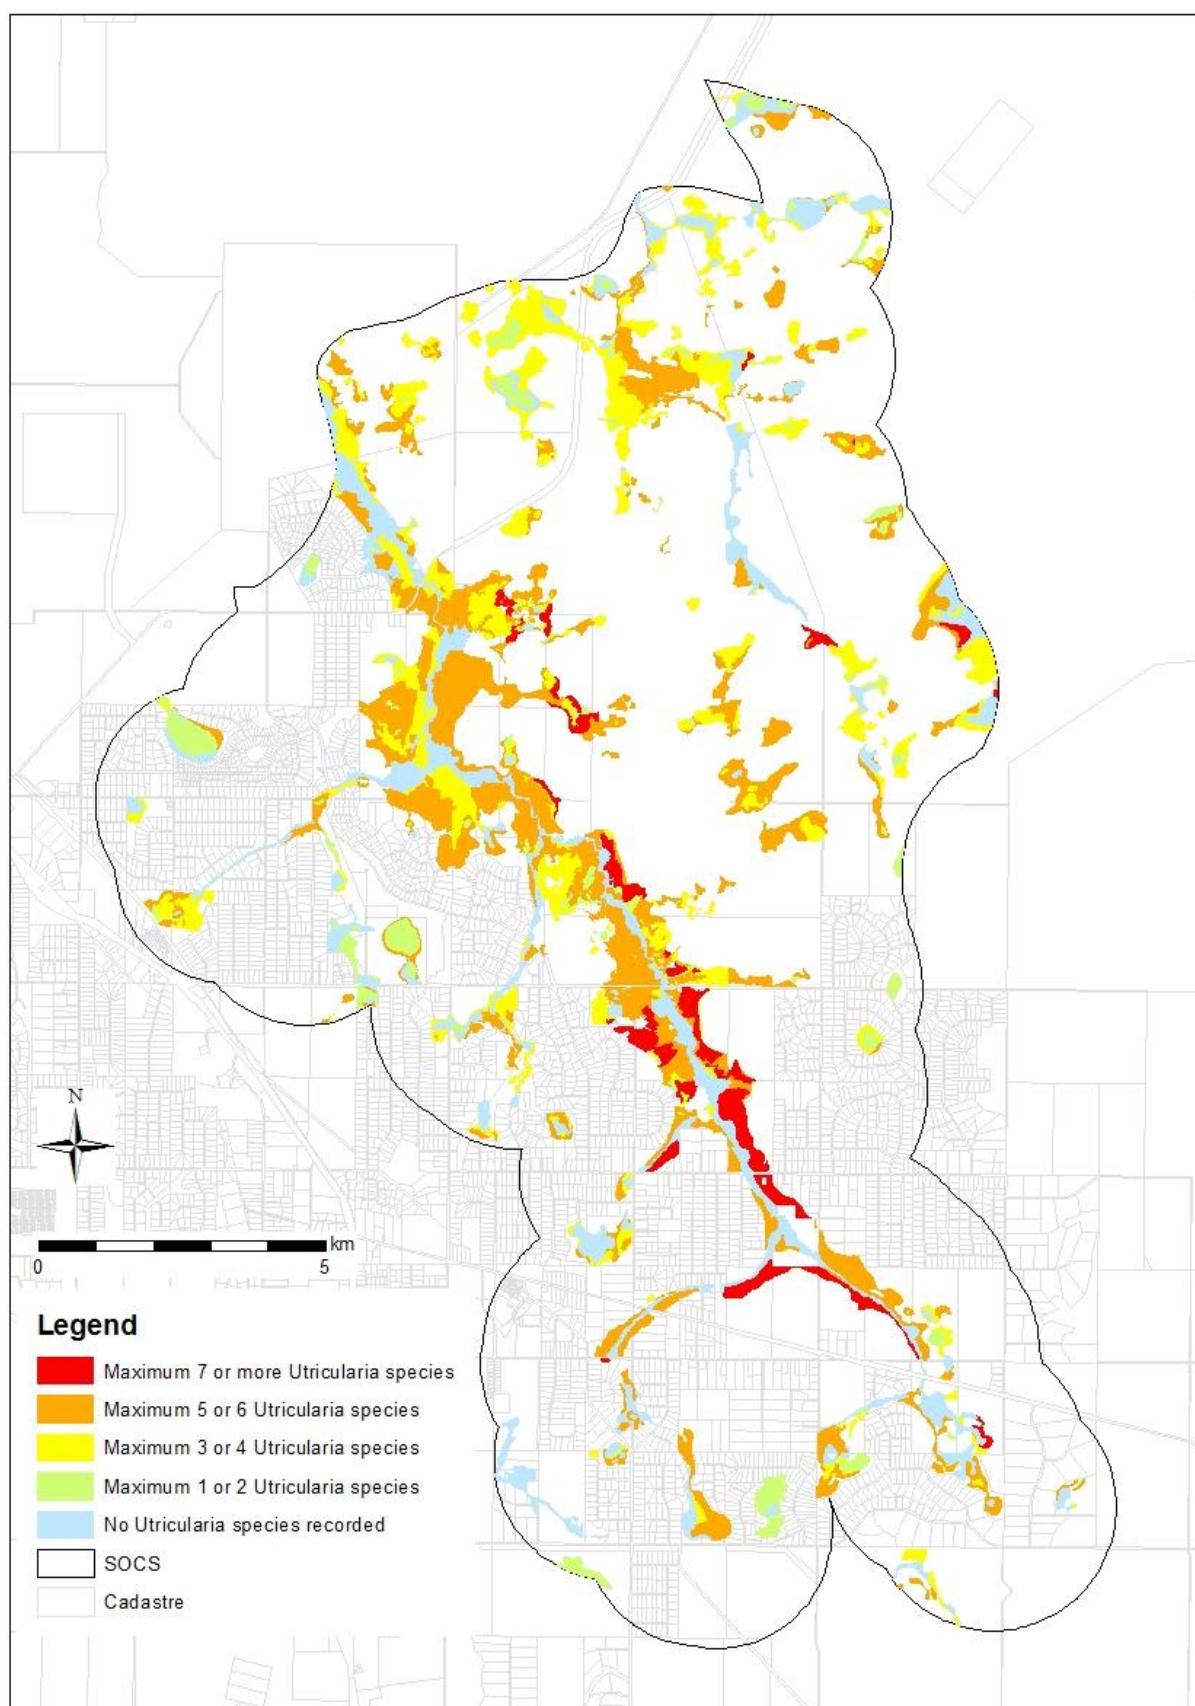 N
km
0 5
Legend
Maximum 7 or more Utricularia species
Maximum 5 or 6 Utricularia species
Maximum 3 or 4 Utricularia species
Maximum 1 or 2 Utricularia species
No Utricularia species recorded
SOCS
Cadastre